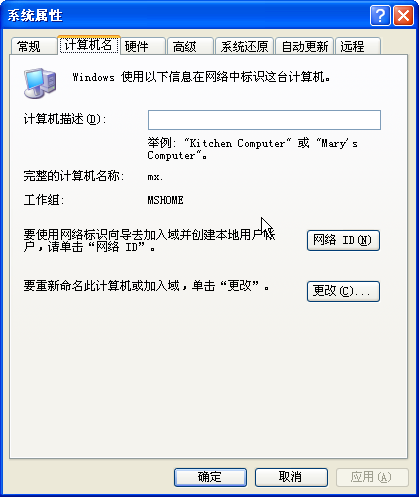 系统属性
常规 计算机名 硬件 高级 系统还原 自动更新 远程
Windows 使用以下信息在网络中标识这台计算机。
计算机描述(D):
举例: "Kitchen Computer" 或 "Mary's
Computer"。
完整的计算机名称: mx.
工作组: MSHOME
要使用网络标识向导去加入域并创建本地用户帐
户，请单击“网络 ID”。
网络 ID(N)
要重新命名此计算机或加入域，单击“更改”。
更改(C)...
确定 取消 应用(A)